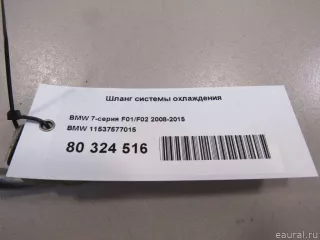 Шланг системы охлаждения
BMW 7-серия F01/F02 2008-2015
BMW 11537577015
80 324 516
eaural.ru